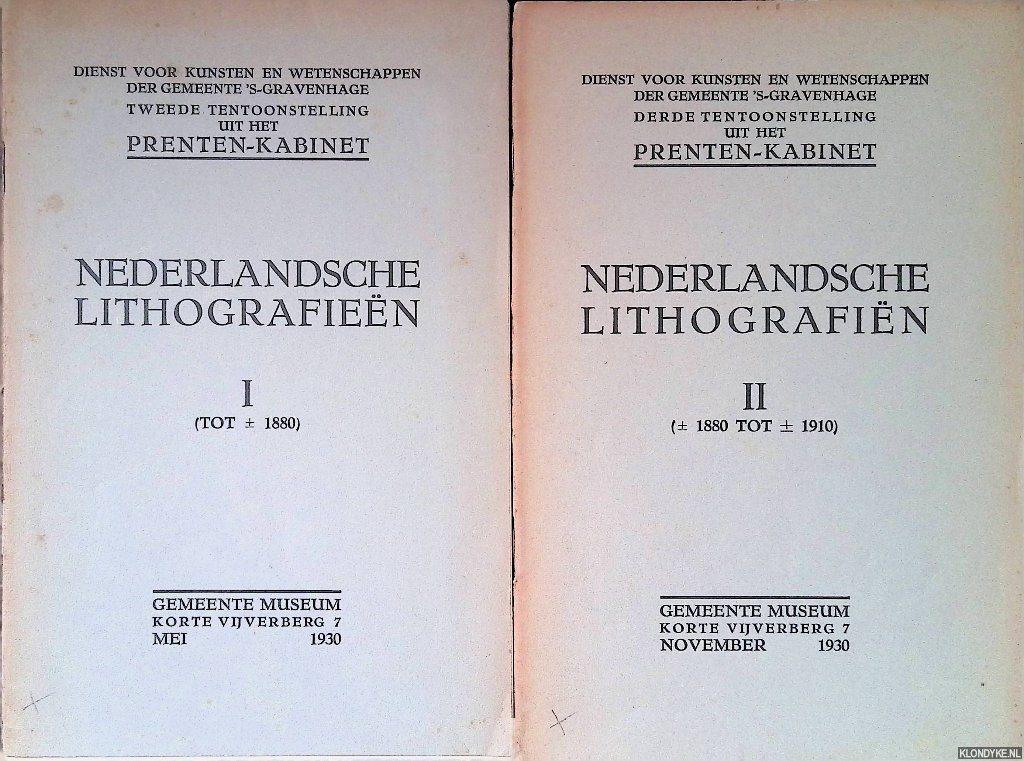 DIENST VOOR KUNSTEN EN WETENSCHAPPEN
DER GEMEENTE 'S-GRAVENHAGE
TWEEDE TENTOONSTELLING
UIT HET
PRENTEN-KABINET
NEDERLANDSCHE
LITHOGRAFIEËN
I
(TOT ± 1880)
GEMEENTE MUSEUM
KORTE VIJVERBERG 7
MEI 1930
DIENST VOOR KUNSTEN EN WETENSCHAPPEN
DER GEMEENTE 'S-GRAVENHAGE
DERDE TENTOONSTELLING
UIT HET
PRENTEN-KABINET
NEDERLANDSCHE
LITHOGRAFIËN
II
(± 1880 TOT ± 1910)
GEMEENTE MUSEUM
KORTE VIJVERBERG 7
NOVEMBER 1930
KLONDYKE.NL